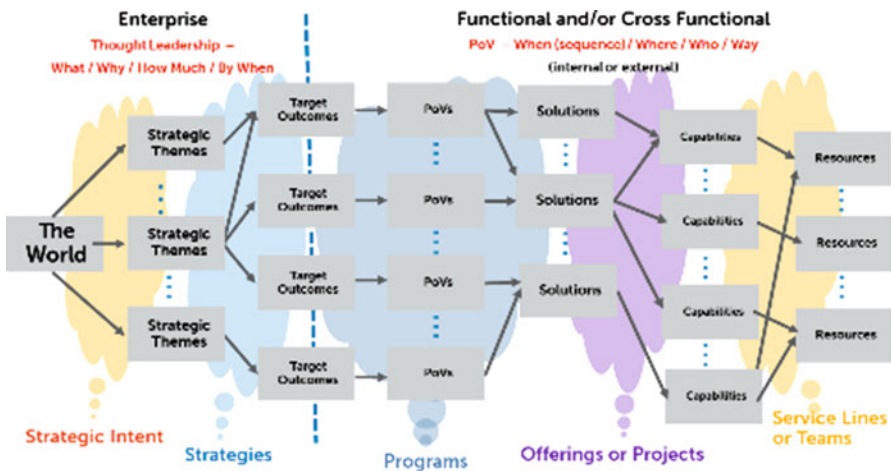 Enterprise
Thought Leadership –
What / Why / How Much / By When
Functional and/or Cross Functional
PoV – When (sequence) / Where / Who / Way
(internal or external)
The
World
Strategic
Themes
Strategic
Themes
Strategic
Themes
Target
Outcomes
Target
Outcomes
Target
Outcomes
Target
Outcomes
PoVs
PoVs
PoVs
PoVs
Solutions
Solutions
Solutions
Capabilities
Capabilities
Capabilities
Capabilities
Resources
Resources
Resources
Strategic Intent
Strategies
Programs
Offerings or Projects
Service Lines
or Teams